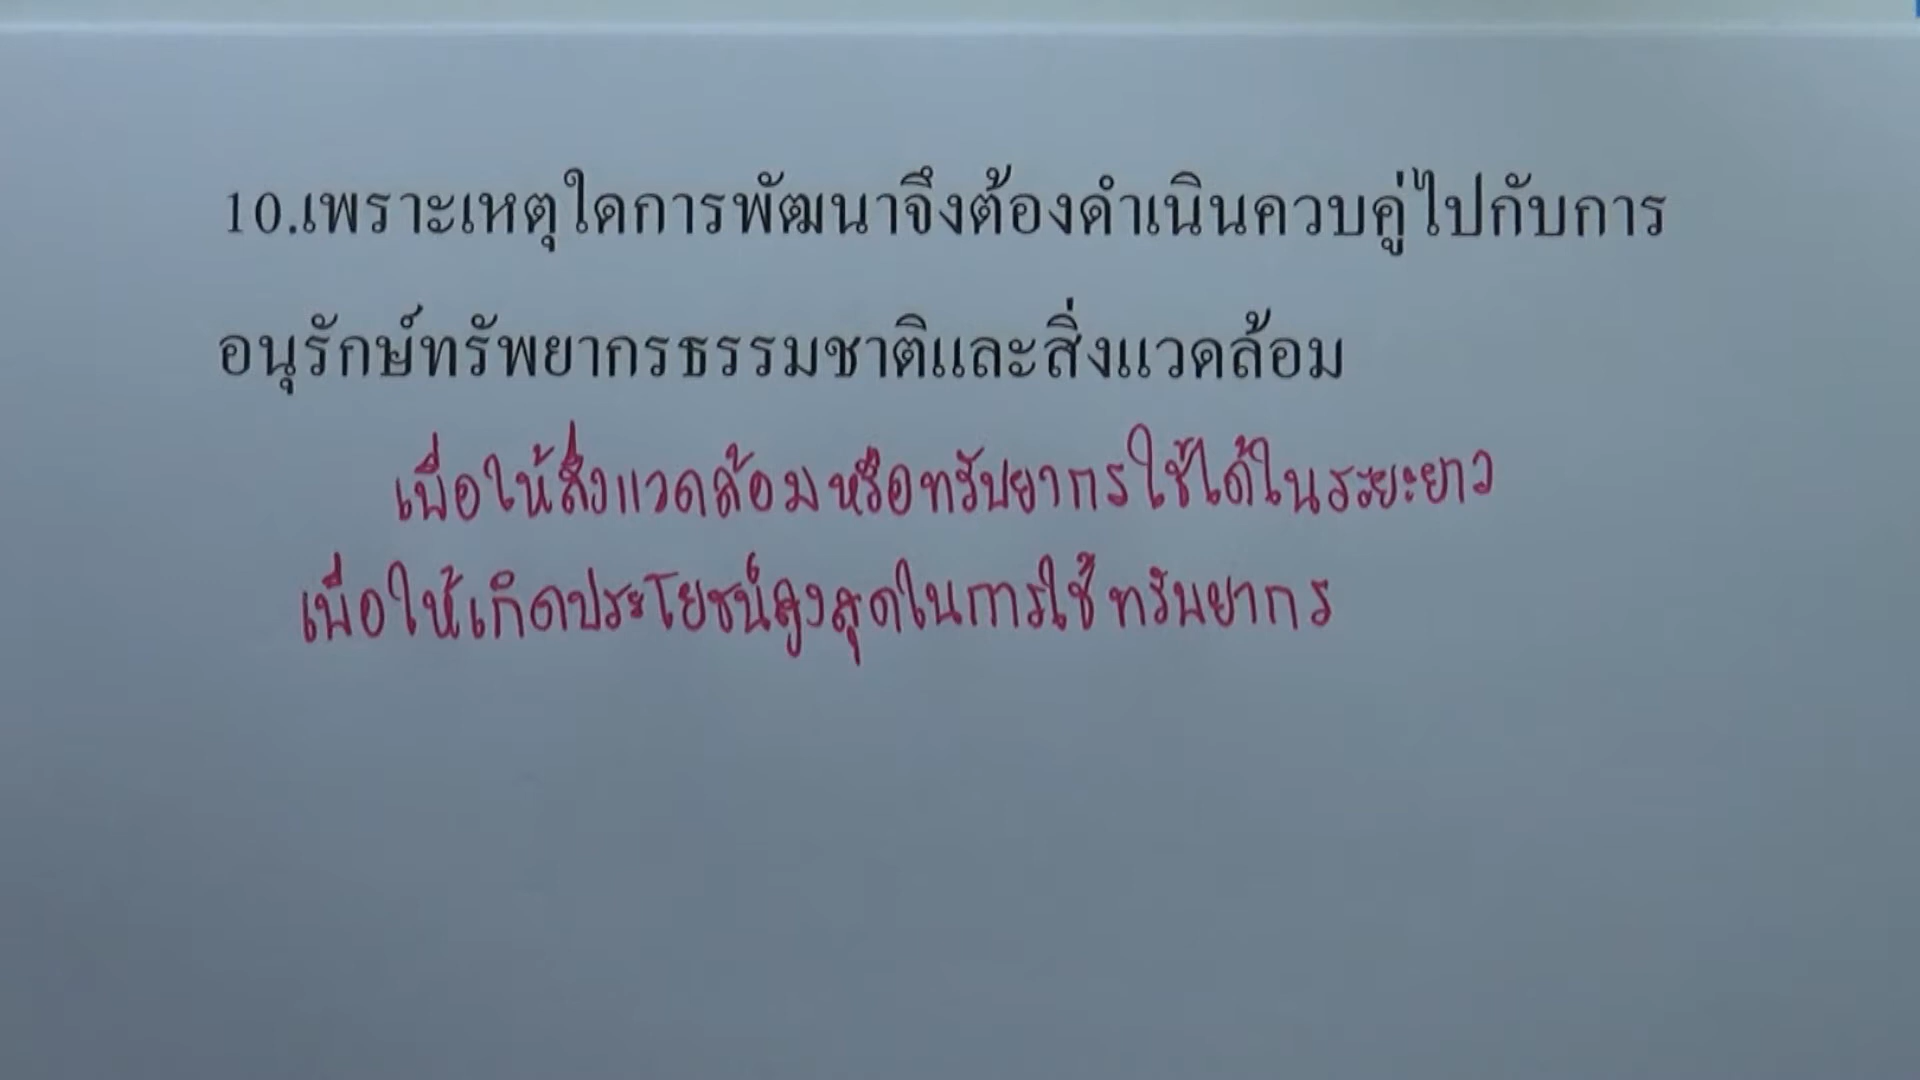 10.เพราะเหตุใดการพัฒนาจึงต้องดำเนินควบคู่ไปกับการ
อนุรักษ์ทรัพยากรธรรมชาติและสิ่งแวดล้อม
เพื่อให้สิ่งแวดล้อมหรือทรัพยากรใช้ได้ในระยะยาว
เพื่อให้เกิดประโยชน์สูงสุดในการใช้ทรัพยากร